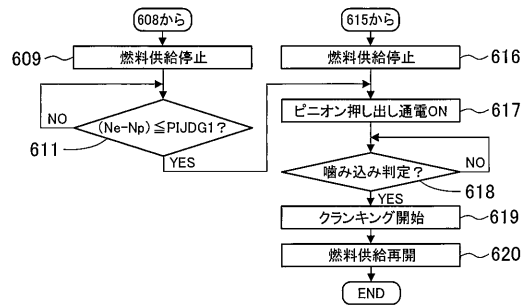 608から
609
燃料供給停止
NO
(Ne−Np)≦PIJDG1?
611
YES
615から
燃料供給停止
616
ピニオン押し出し通電ON
617
噛み込み判定?
NO
618
YES
クランキング開始
619
燃料供給再開
620
END